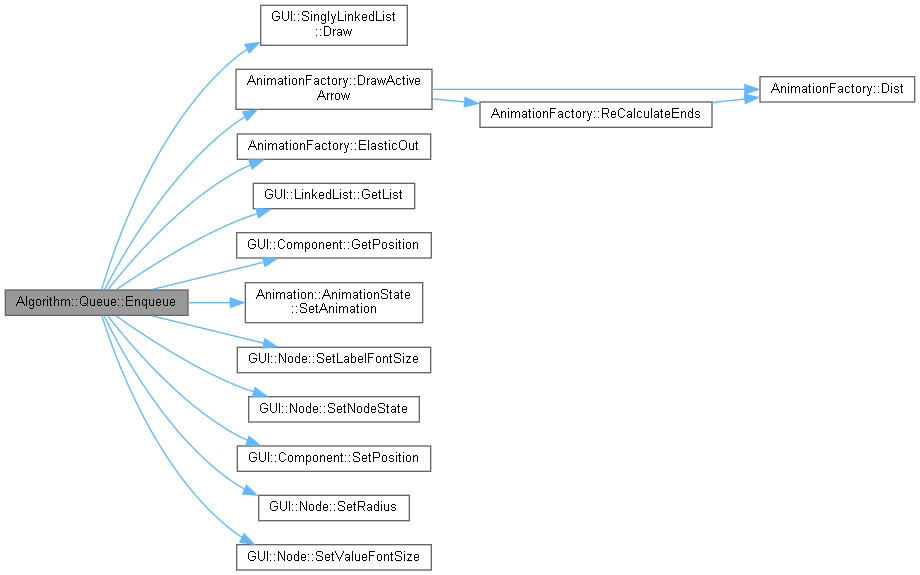 GUI::SinglyLinkedList
::Draw
AnimationFactory::DrawActive
Arrow
AnimationFactory::Dist
AnimationFactory::ReCalculateEnds
AnimationFactory::ElasticOut
GUI::LinkedList::GetList
GUI::Component::GetPosition
Algorithm::Queue::Enqueue
Animation::AnimationState
::SetAnimation
GUI::Node::SetLabelFontSize
GUI::Node::SetNodeState
GUI::Component::SetPosition
GUI::Node::SetRadius
GUI::Node::SetValueFontSize